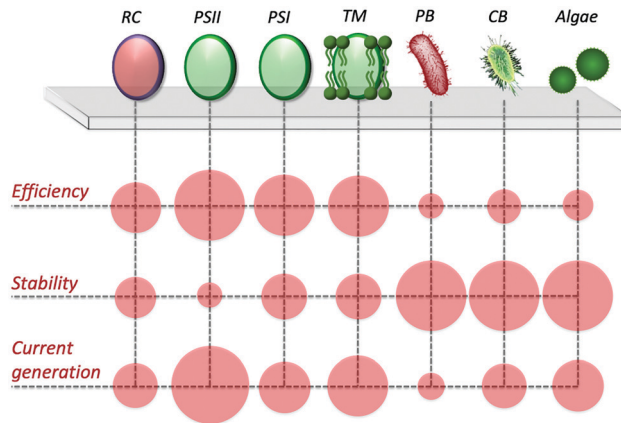 RC PSII PSI TM PB CB Algae
Efficiency
Stability
Current
generation